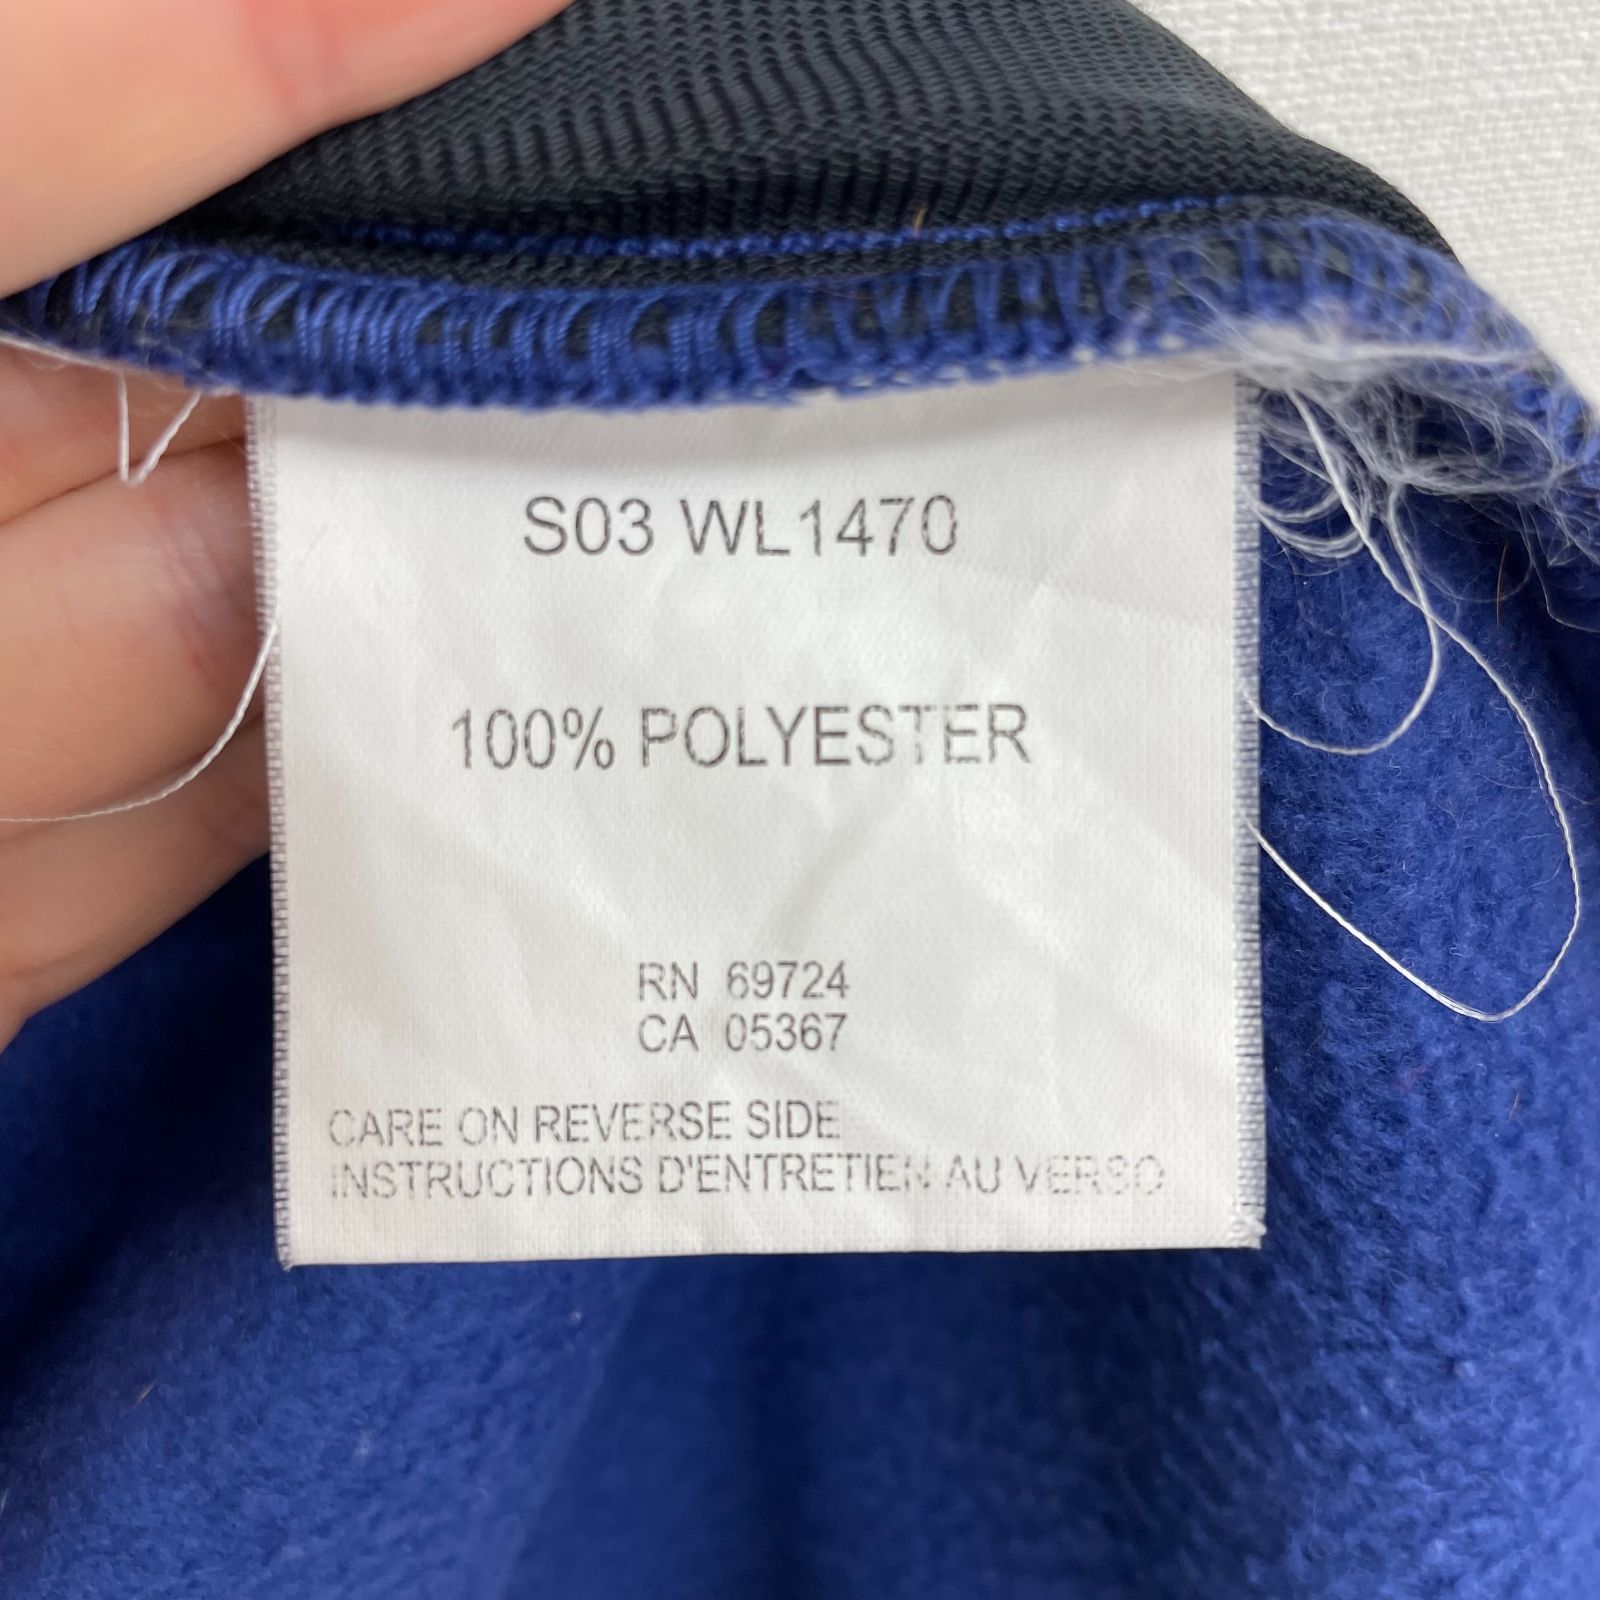 S03 WL1470
100% POLYESTER
RN 69724
CA 05367
CARE ON REVERSE SIDE
INSTRUCTIONS D'ENTRETIEN AU VERSO